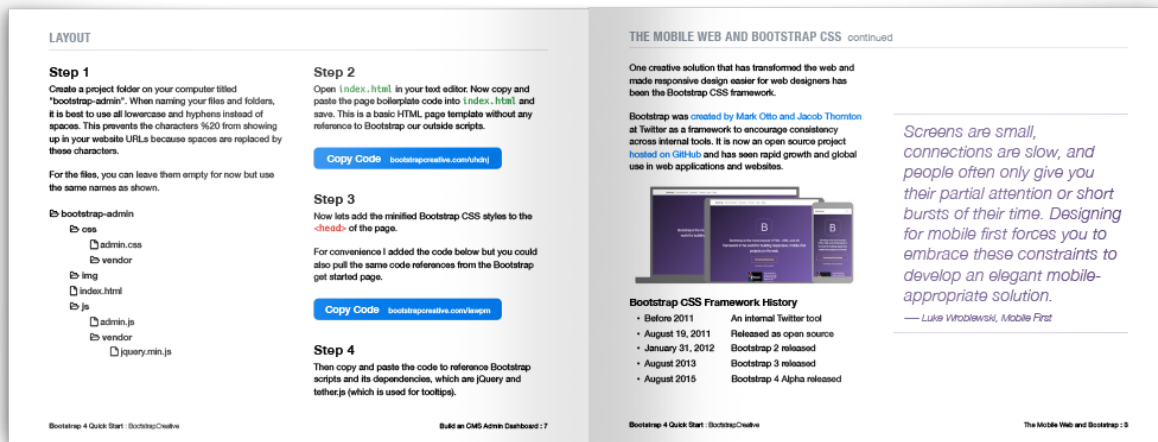 LAYOUT
Step 1
Create a project folder on your computer titled
"bootstrap-admin". When naming your files and folders,
it is best to use all lowercase and hyphens instead of
spaces. This prevents the characters %20 from showing
up in your website URLs because spaces are replaced by
these characters.
For the files, you can leave them empty for now but use
the same names as shown.
bootstrap-admin
css
admin.css
vendor
img
index.html
js
admin.js
vendor
jquery.min.js
Step 2
Open index.html in your text editor. Now copy and
paste the page boilerplate code into index.html and
save. This is a basic HTML page template without any
reference to Bootstrap our outside scripts.
Copy Code bootstrapcreative.com/uhdnj
Step 3
Now lets add the minified Bootstrap CSS styles to the
<head> of the page.
For convenience I added the code below but you could
also pull the same code references from the Bootstrap
get started page.
Copy Code bootstrapcreative.com/iewpm
Step 4
Then copy and paste the code to reference Bootstrap
scripts and its dependencies, which are jQuery and
tether.js (which is used for tooltips).
Bootstrap 4 Quick Start : BootstrapCreative
Build an CMS Admin Dashboard : 7
THE MOBILE WEB AND BOOTSTRAP CSS continued
One creative solution that has transformed the web and
made responsive design easier for web designers has
been the Bootstrap CSS framework.
Bootstrap was created by Mark Otto and Jacob Thornton
at Twitter as a framework to encourage consistency
across internal tools. It is now an open source project
hosted on GitHub and has seen rapid growth and global
use in web applications and websites.
B
Bootstrap CSS Framework History
• Before 2011 An internal Twitter tool
• August 19, 2011 Released as open source
• January 31, 2012 Bootstrap 2 released
• August 2013 Bootstrap 3 released
• August 2015 Bootstrap 4 Alpha released
Screens are small,
connections are slow, and
people often only give you
their partial attention or short
bursts of their time. Designing
for mobile first forces you to
embrace these constraints to
develop an elegant mobile-
appropriate solution.
— Luke Wroblewski, Mobile First
Bootstrap 4 Quick Start : BootstrapCreative
The Mobile Web and Bootstrap : 3